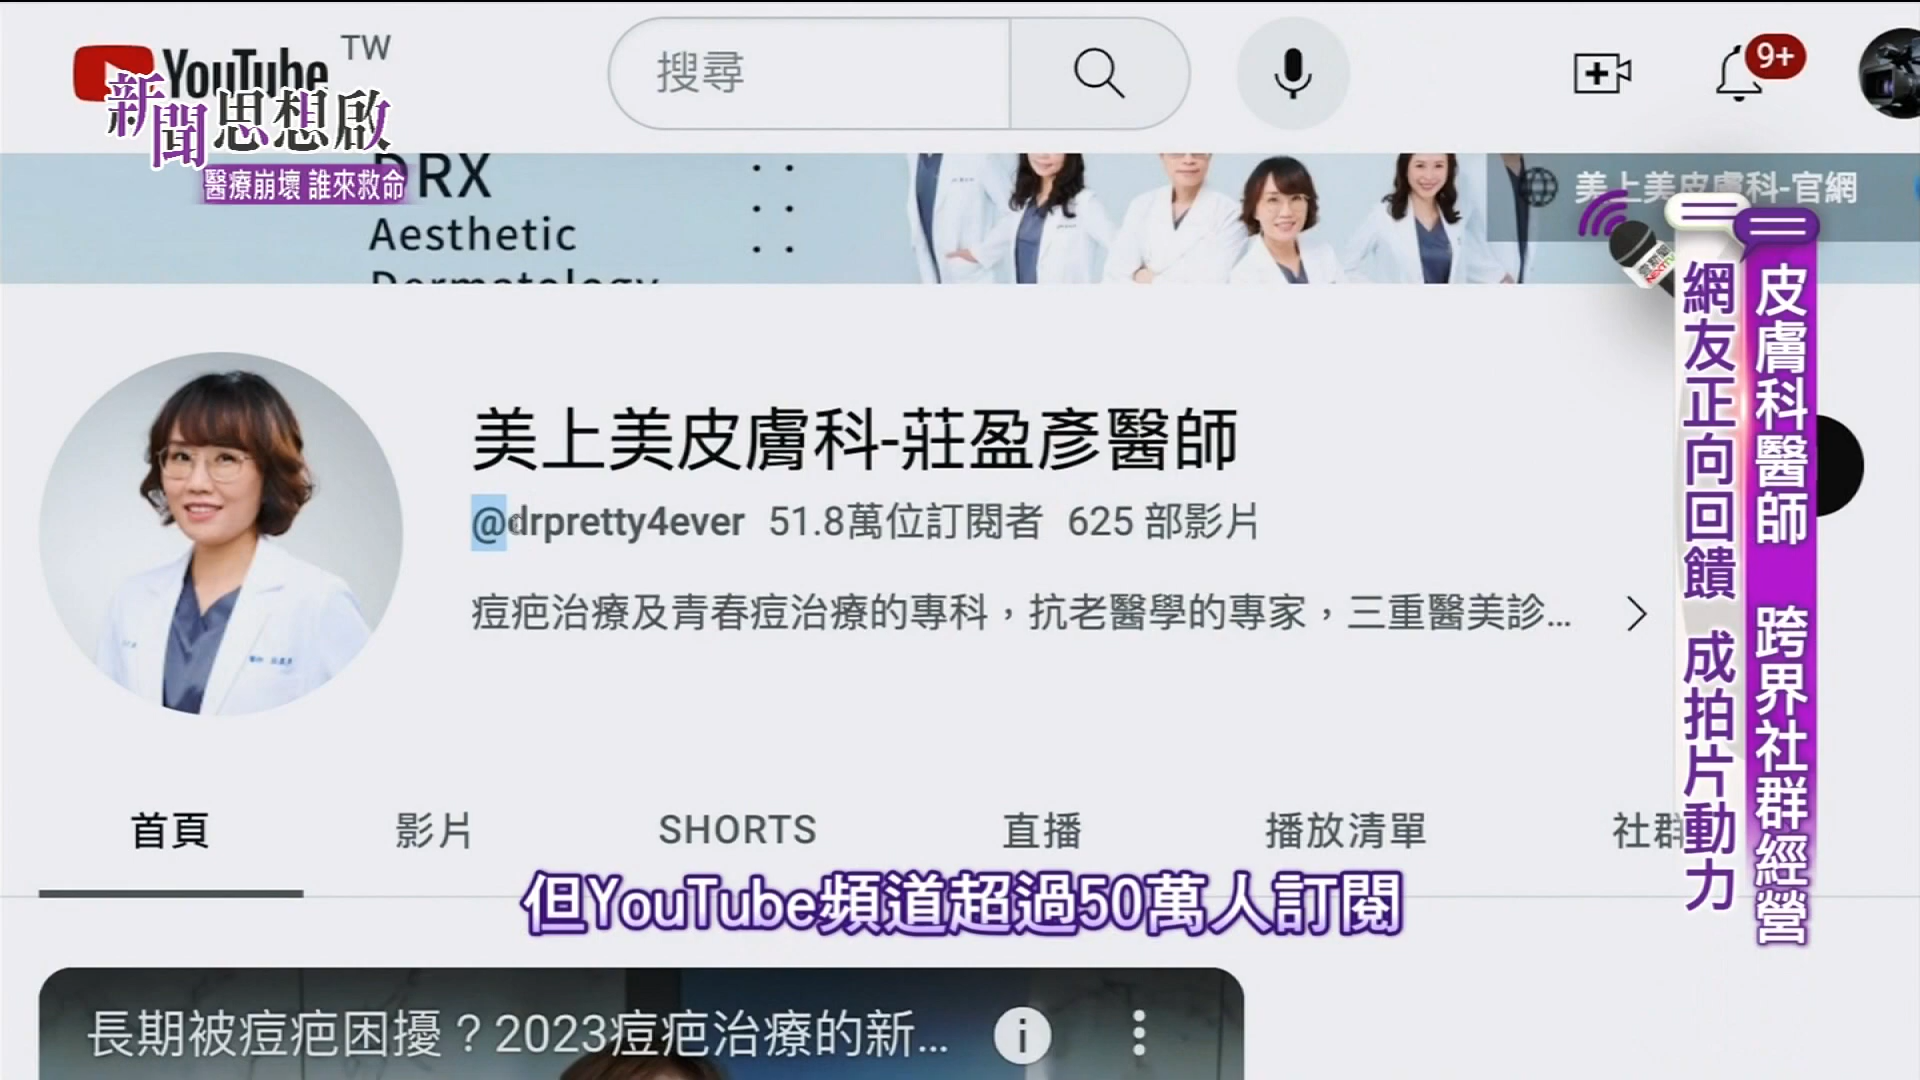 YouTube TW
搜尋
9+
新聞思想啟
醫療崩壞 誰來救命
DRX
Aesthetic
Dermatology
美上美皮膚科-官網
皮膚科醫師 跨界社群經營
網友正向回饋 成拍片動力
美上美皮膚科-莊盈彥醫師
@drpretty4ever 51.8萬位訂閱者 625 部影片
痘疤治療及青春痘治療的專科，抗老醫學的專家，三重醫美診...
首頁 影片 SHORTS 直播 播放清單 社群
但YouTube頻道超過50萬人訂閱
長期被痘疤困擾？2023痘疤治療的新...